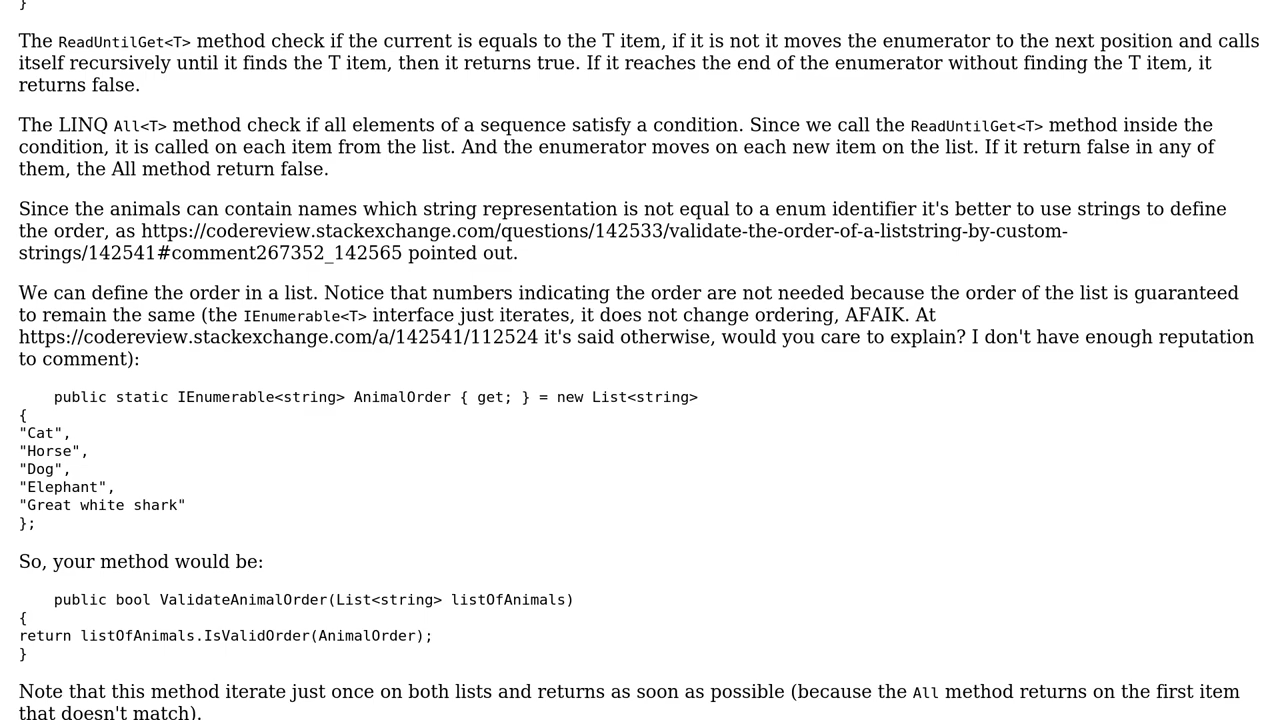 }
The ReadUntilGet<T> method check if the current is equals to the T item, if it is not it moves the enumerator to the next position and calls
itself recursively until it finds the T item, then it returns true. If it reaches the end of the enumerator without finding the T item, it
returns false.
The LINQ All<T> method check if all elements of a sequence satisfy a condition. Since we call the ReadUntilGet<T> method inside the
condition, it is called on each item from the list. And the enumerator moves on each new item on the list. If it return false in any of
them, the All method return false.
Since the animals can contain names which string representation is not equal to a enum identifier it's better to use strings to define
the order, as https://codereview.stackexchange.com/questions/142533/validate-the-order-of-a-liststring-by-custom-
strings/142541#comment267352_142565 pointed out.
We can define the order in a list. Notice that numbers indicating the order are not needed because the order of the list is guaranteed
to remain the same (the IEnumerable<T> interface just iterates, it does not change ordering, AFAIK. At
https://codereview.stackexchange.com/a/142541/112524 it's said otherwise, would you care to explain? I don't have enough reputation
to comment):
    public static IEnumerable<string> AnimalOrder { get; } = new List<string>
{
"Cat",
"Horse",
"Dog",
"Elephant",
"Great white shark"
};
So, your method would be:
    public bool ValidateAnimalOrder(List<string> listOfAnimals)
{
return listOfAnimals.IsValidOrder(AnimalOrder);
}
Note that this method iterate just once on both lists and returns as soon as possible (because the All method returns on the first item
that doesn't match).